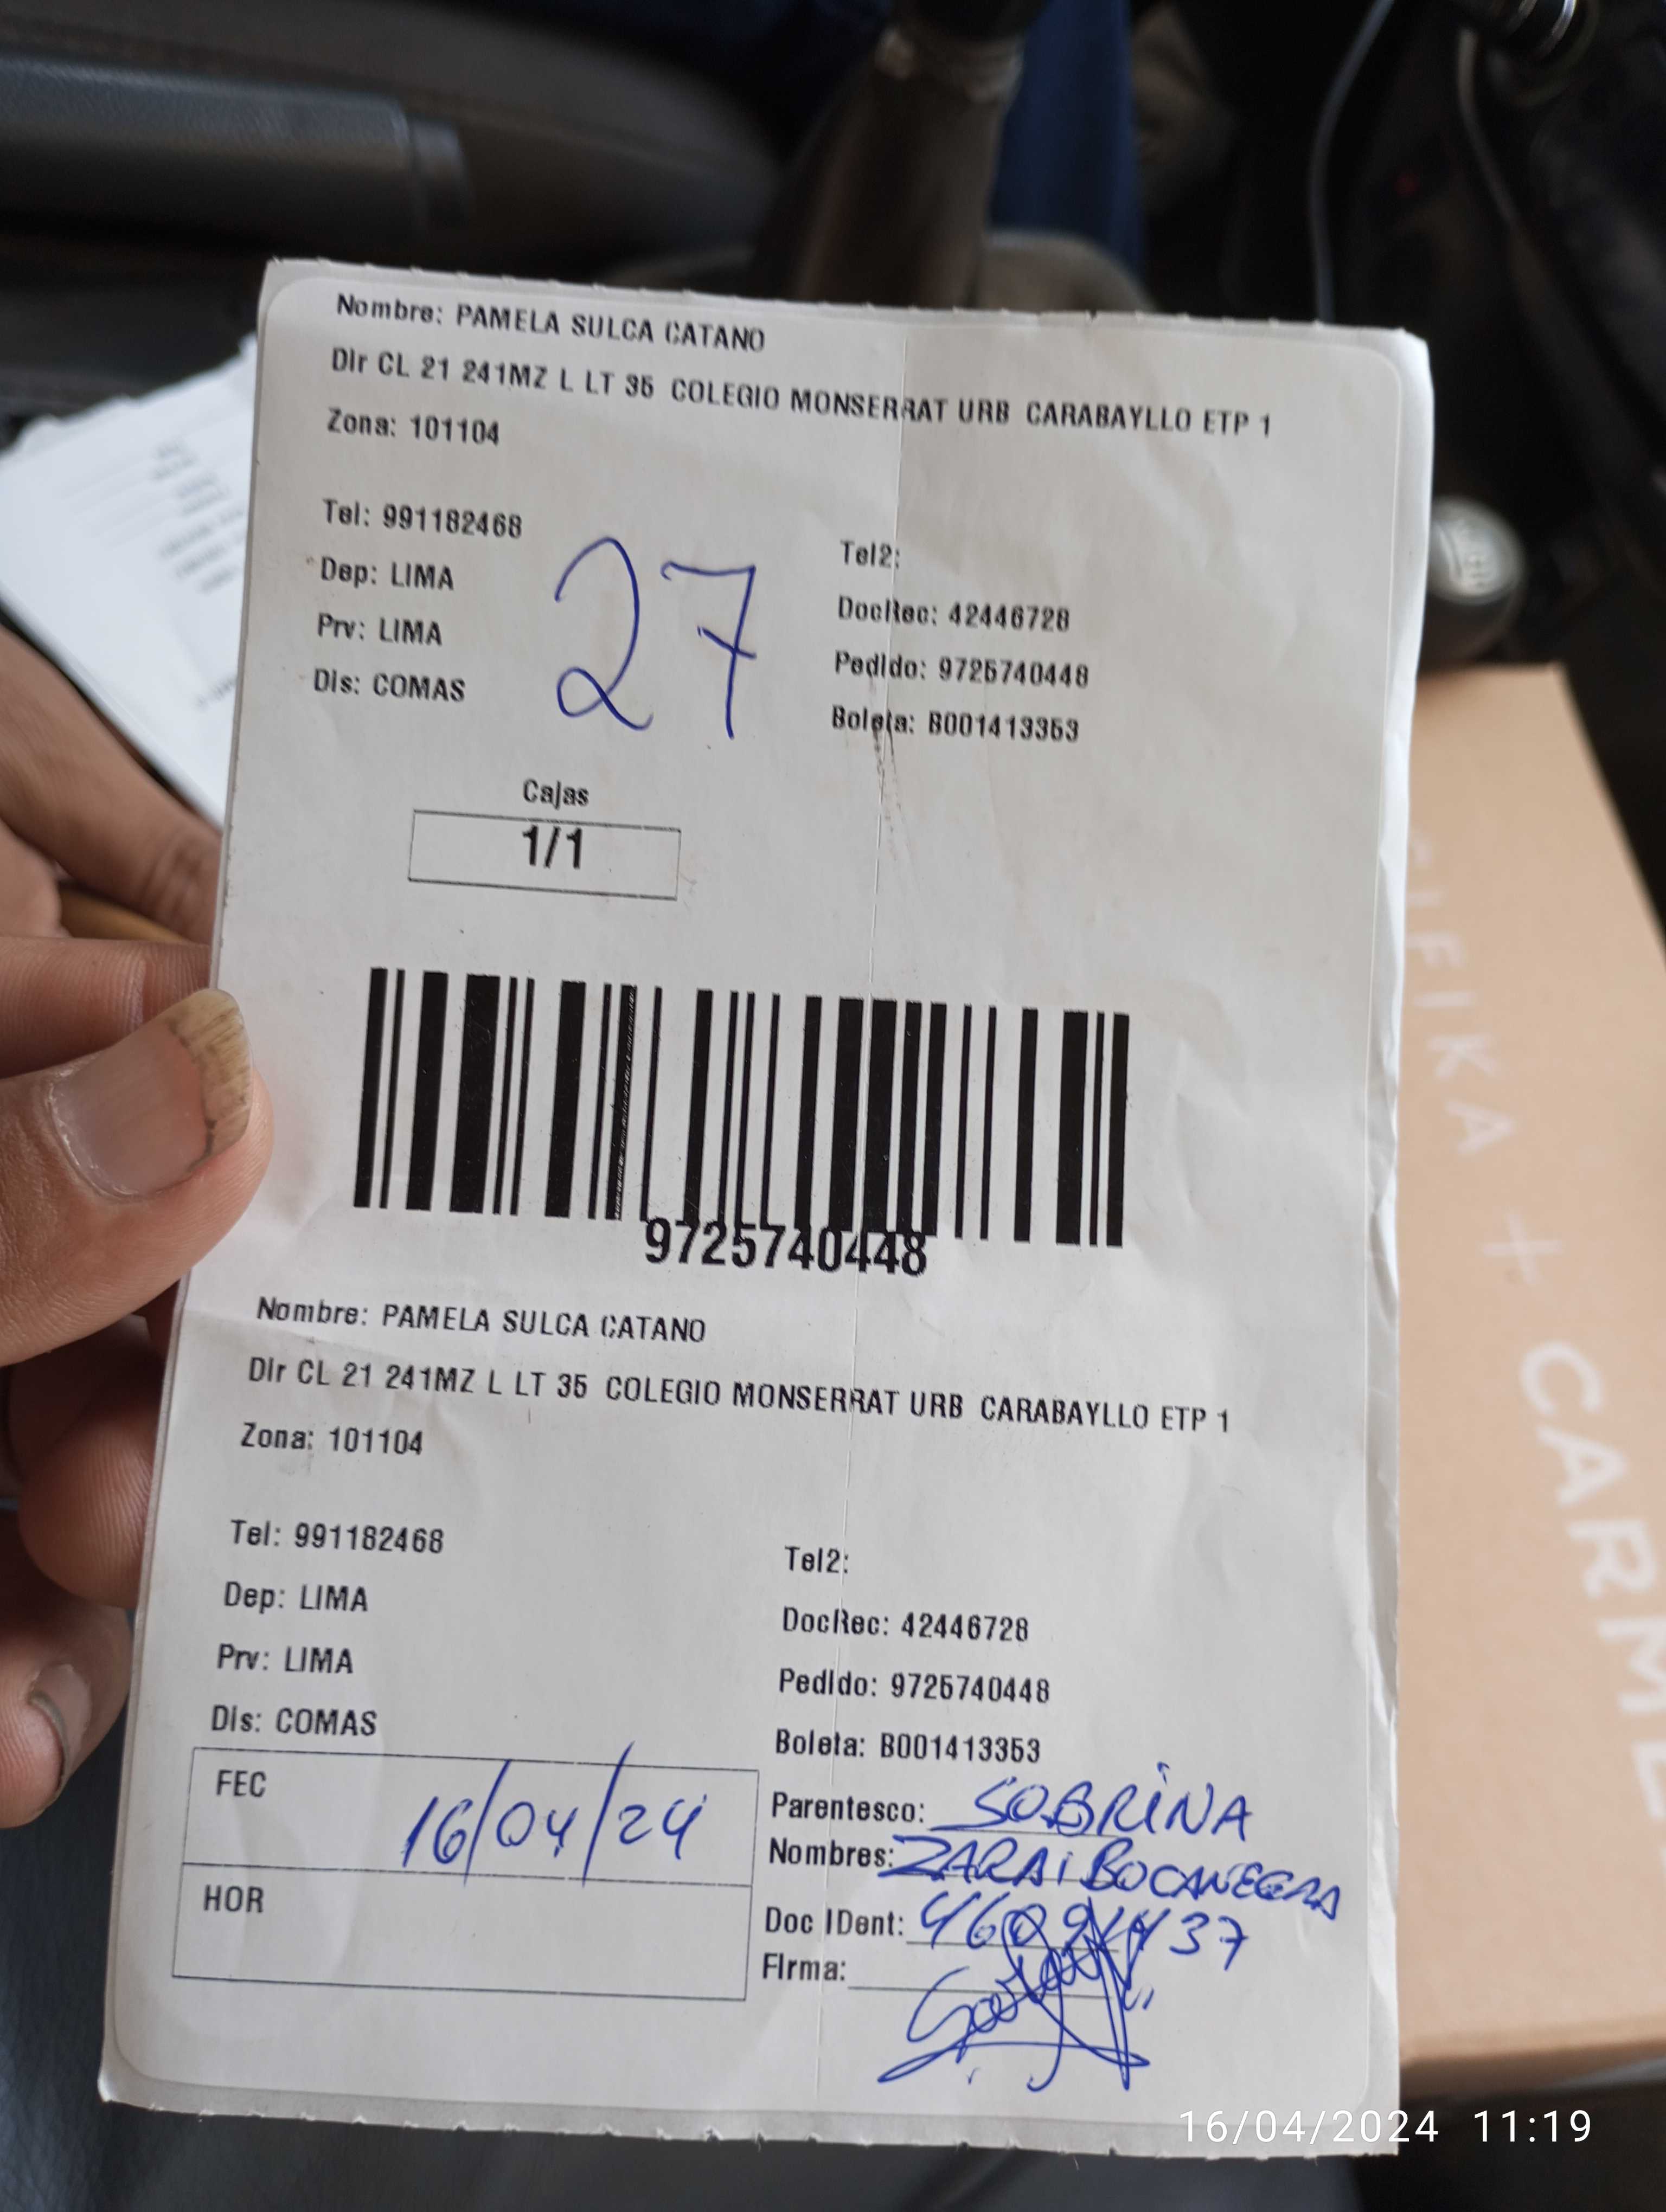 Nombre: PAMELA SULCA CATANO
Dir CL 21 241MZ L LT 35 COLEGIO MONSERRAT URB CARABAYLLO ETP 1
Zona: 101104
Tel: 991182468
Tel2:
Dep: LIMA
DocRec: 42446728
Prv: LIMA
Pedido: 9725740448
Dis: COMAS
Boleta: B001413353
27
Cajas
1/1
9725740448
Nombre: PAMELA SULCA CATANO
Dir CL 21 241MZ L LT 35 COLEGIO MONSERRAT URB CARABAYLLO ETP 1
Zona: 101104
Tel: 991182468
Tel2:
Dep: LIMA
DocRec: 42446728
Prv: LIMA
Pedido: 9725740448
Dis: COMAS
Boleta: B001413353
FEC 16/04/24
Parentesco: SOBRINA
Nombres: ZARAI BOCANEGRA
HOR
Doc IDent:
Firma:
IFIKA + CARME
16/04/2024 11:19